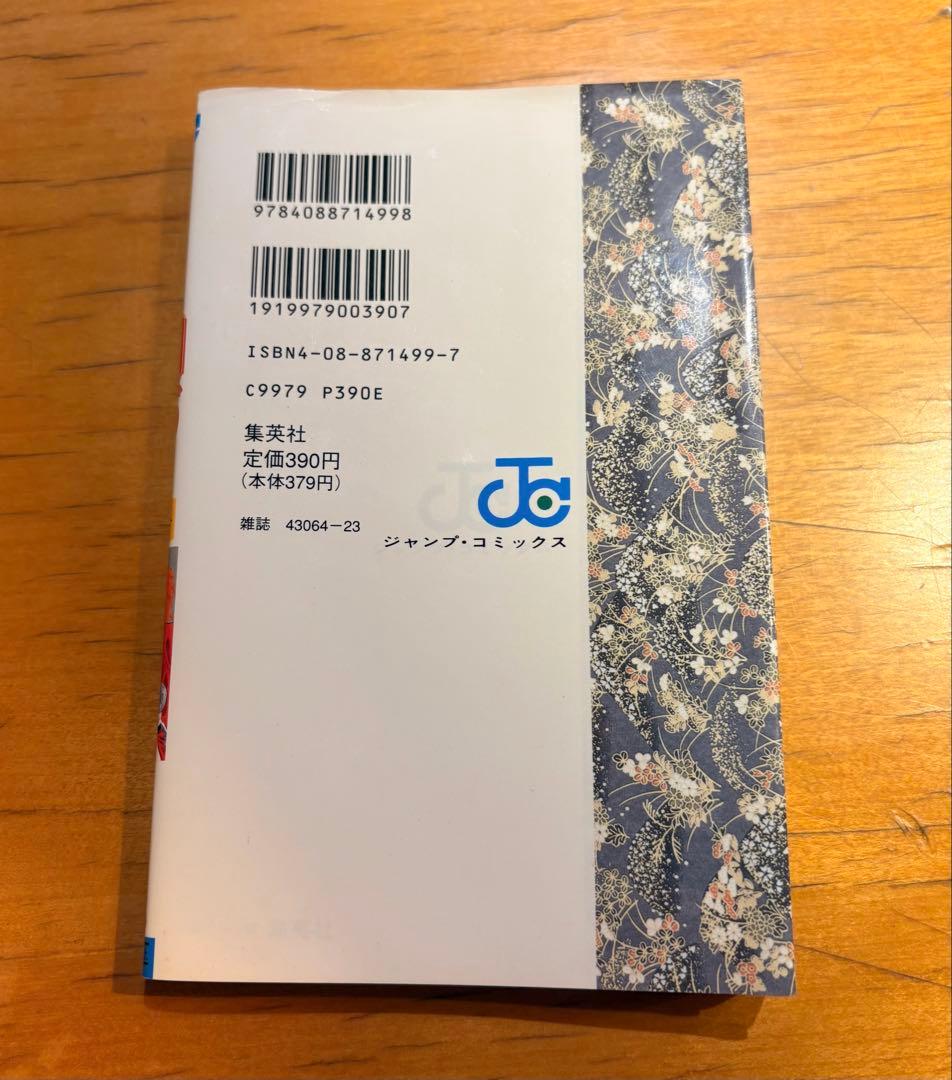 9784088714998
1919979003907
ISBN4-08-871499-7
C9979 P390E
集英社
定価390円
(本体379円)
雑誌 43064-23
JC
ジャンプ・コミックス